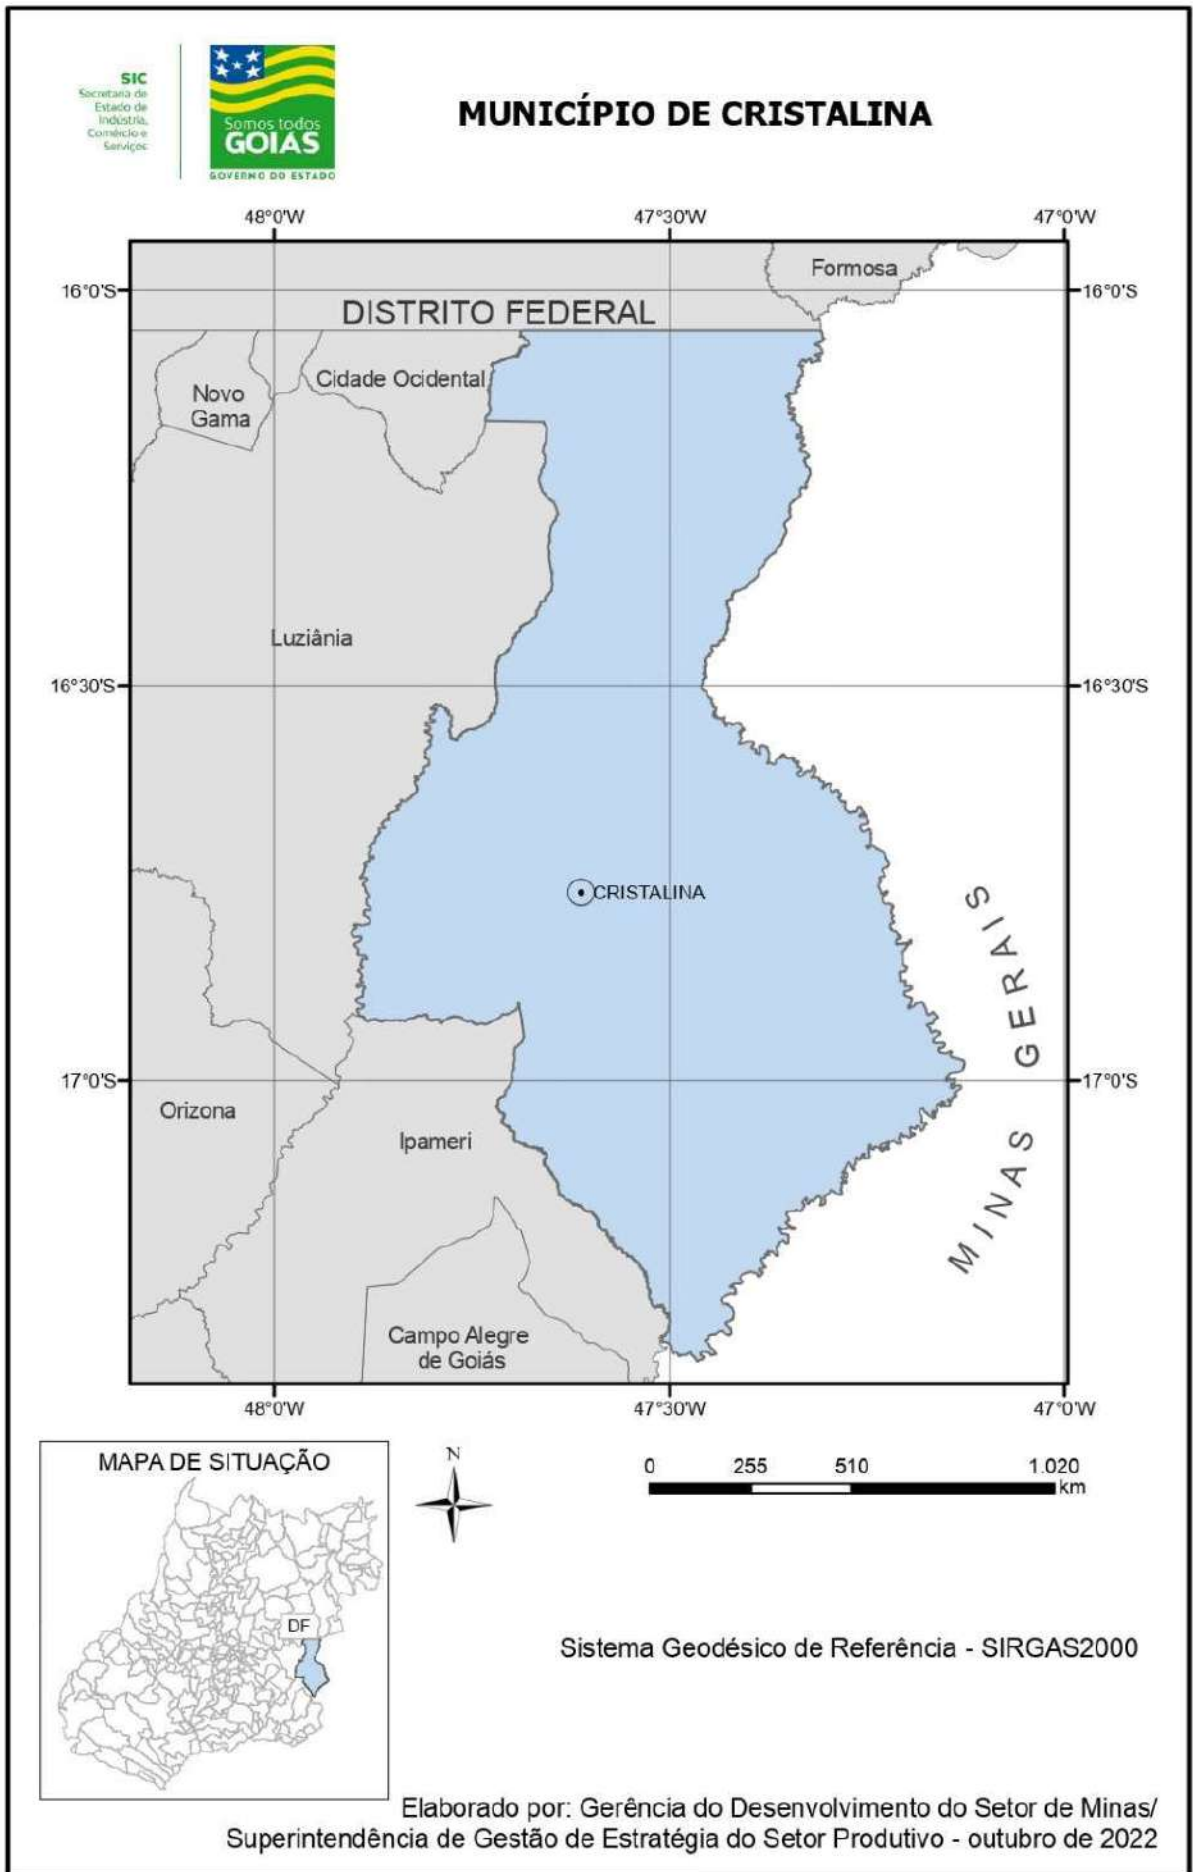 SIC
Secretaria de
Estado de
Indústria,
Comércio e
Serviços
Somos todos
GOIÁS
GOVERNO DO ESTADO
MUNICÍPIO DE CRISTALINA
48°0'W
47°30'W
47°0'W
16°0'S
16°0'S
Formosa
DISTRITO FEDERAL
Cidade Ocidental
Novo
Gama
Luziânia
16°30'S
16°30'S
CRISTALINA
MINAS GERAIS
17°0'S
17°0'S
Orizona
Ipameri
Campo Alegre
de Goiás
48°0'W
47°30'W
47°0'W
MAPA DE SITUAÇÃO
DF
N
0 255 510 1.020
km
Sistema Geodésico de Referência - SIRGAS2000
Elaborado por: Gerência do Desenvolvimento do Setor de Minas/
Superintendência de Gestão de Estratégia do Setor Produtivo - outubro de 2022